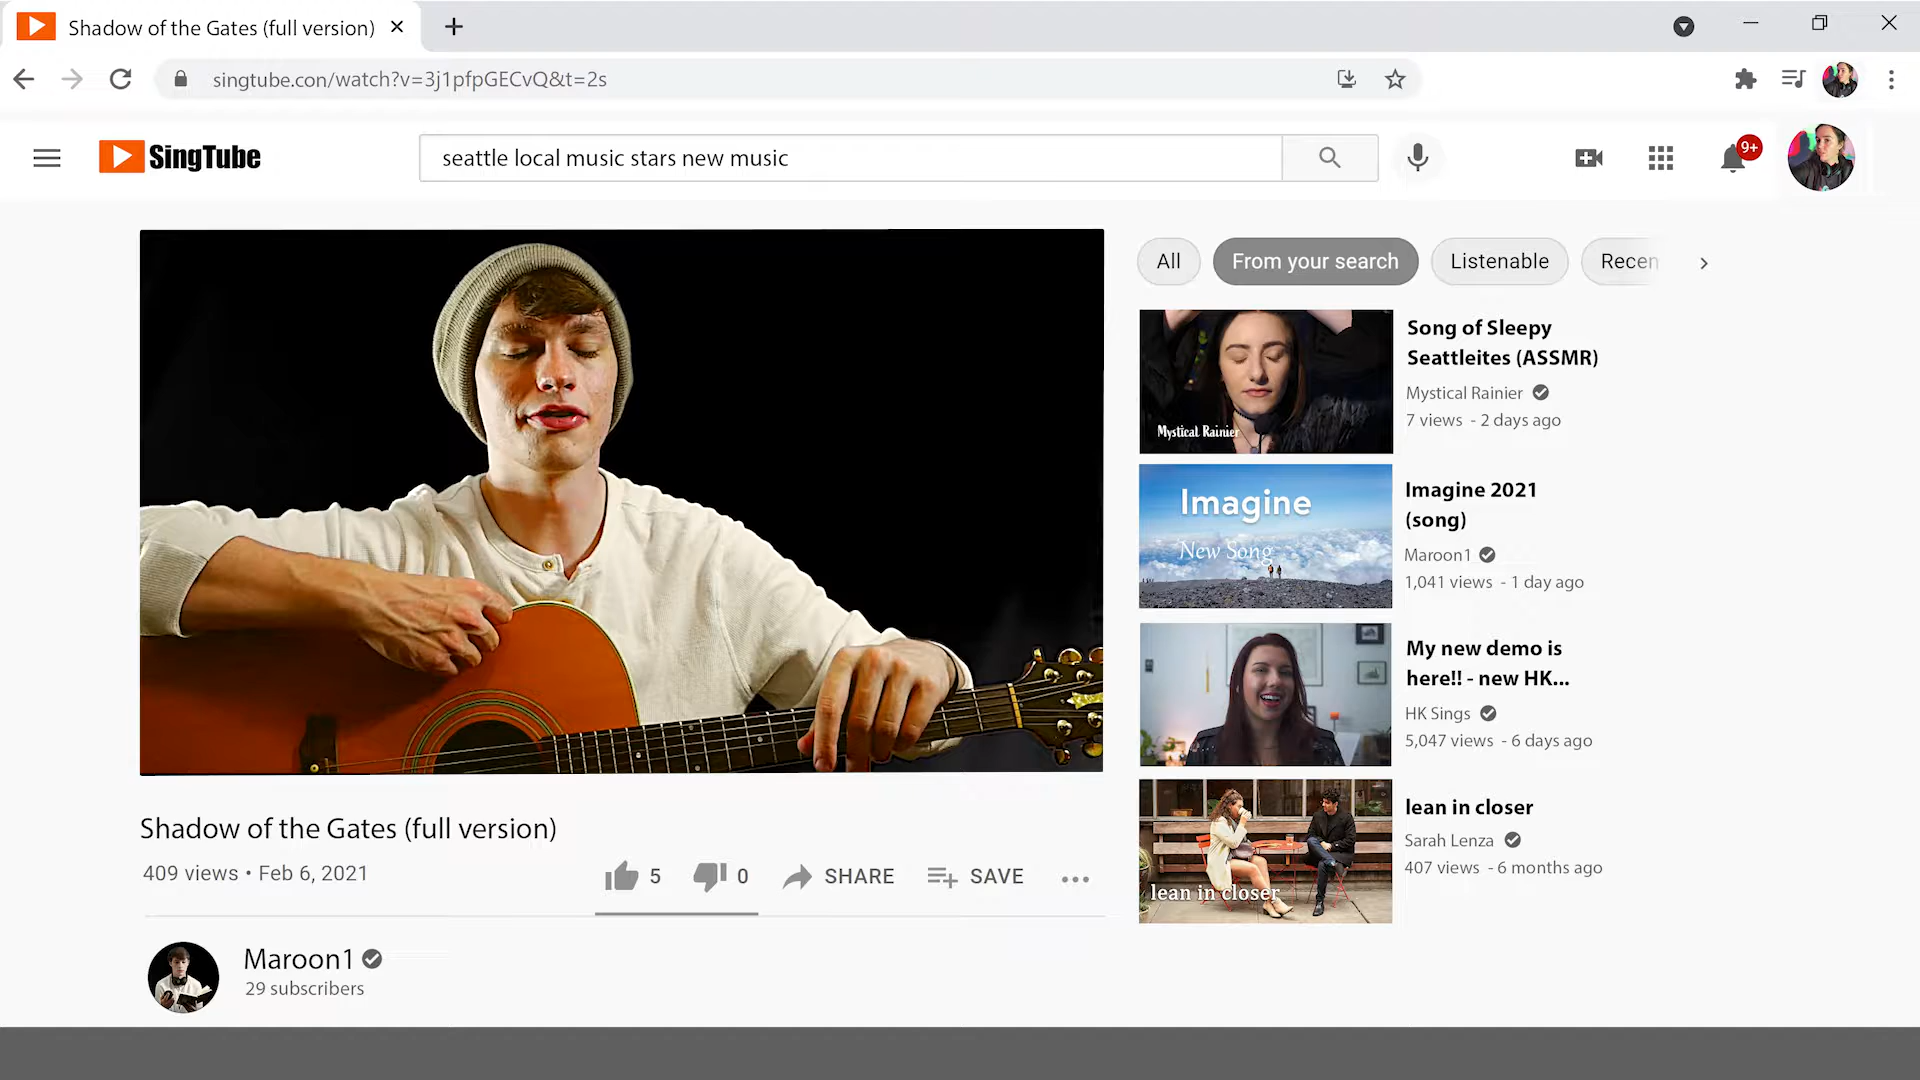 Shadow of the Gates (full version)
singtube.con/watch?v=3j1pfpGECvQ&t=2s
SingTube
seattle local music stars new music
9+
All
From your search
Listenable
Recen
Song of Sleepy
Seattleites (ASSMR)
Mystical Rainier
7 views - 2 days ago
Mystical Rainier
Imagine
New Song
Imagine 2021
(song)
Maroon1
1,041 views - 1 day ago
My new demo is
here!! - new HK...
HK Sings
5,047 views - 6 days ago
lean in closer
lean in closer
Sarah Lenza
407 views - 6 months ago
Shadow of the Gates (full version)
409 views • Feb 6, 2021
5
0
SHARE
SAVE
Maroon1
29 subscribers